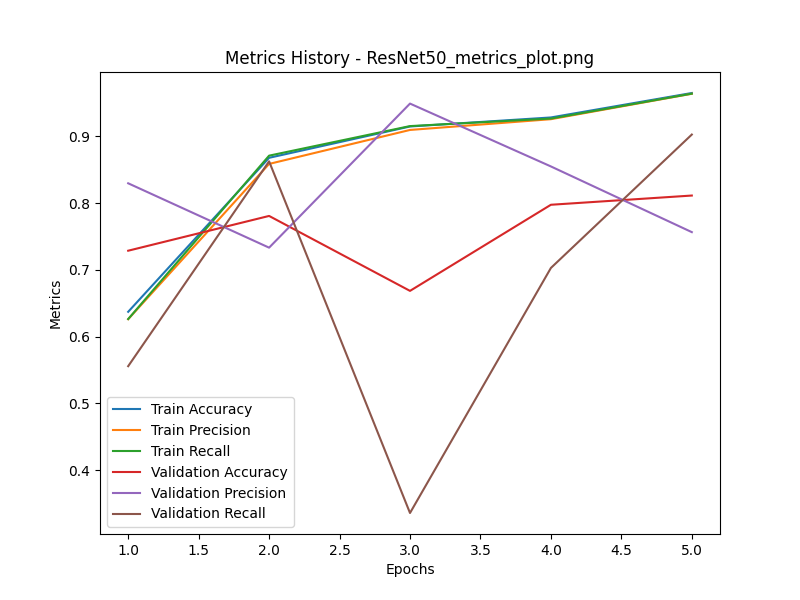 Metrics History - ResNet50_metrics_plot.png
0.9
0.8
0.7
0.6
0.5
0.4
Metrics
Train Accuracy
Train Precision
Train Recall
Validation Accuracy
Validation Precision
Validation Recall
1.0 1.5 2.0 2.5 3.0 3.5 4.0 4.5 5.0
Epochs